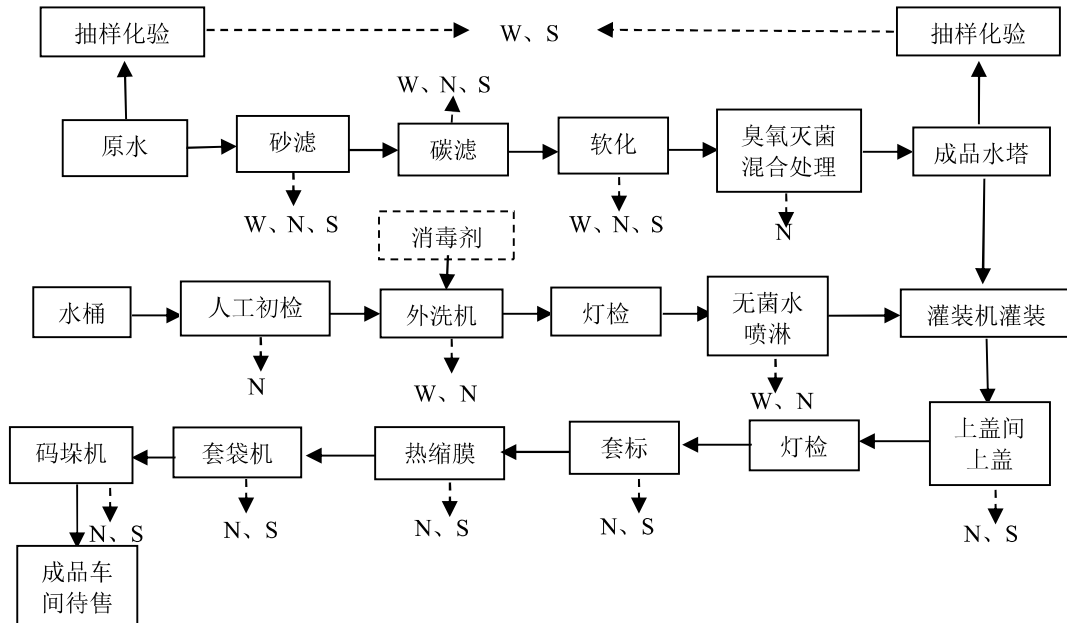 抽样化验
W、S
抽样化验
W、N、S
原水
砂滤
碳滤
软化
臭氧灭菌
混合处理
成品水塔
W、N、S
W、N、S
N
消毒剂
水桶
人工初检
外洗机
灯检
无菌水
喷淋
灌装机灌装
N
W、N
W、N
码垛机
套袋机
热缩膜
套标
灯检
上盖间
上盖
N、S
N、S
N、S
N、S
N、S
成品车
间待售